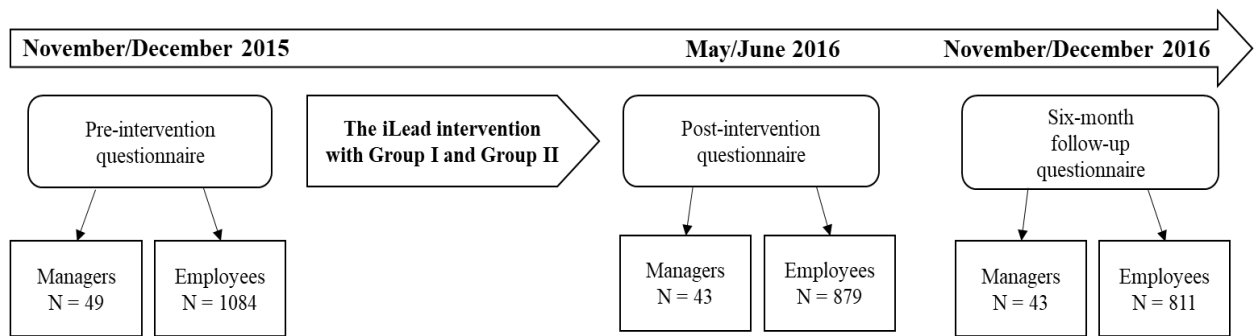 November/December 2015
May/June 2016
November/December 2016
Pre-intervention
questionnaire
The iLead intervention
with Group I and Group II
Post-intervention
questionnaire
Six-month
follow-up
questionnaire
Managers
N = 49
Employees
N = 1084
Managers
N = 43
Employees
N = 879
Managers
N = 43
Employees
N = 811